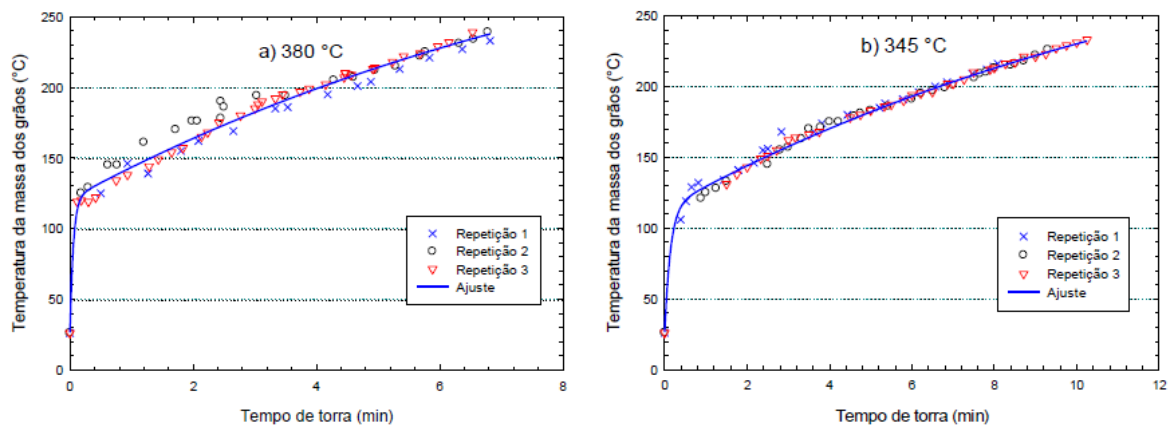 a) 380 °C
Temperatura da massa dos grãos (°C)
250
200
150
100
50
0
Repetição 1
Repetição 2
Repetição 3
Ajuste
0 2 4 6 8
Tempo de torra (min)
b) 345 °C
Temperatura da massa dos grãos (°C)
250
200
150
100
50
0
Repetição 1
Repetição 2
Repetição 3
Ajuste
0 2 4 6 8 10 12
Tempo de torra (min)